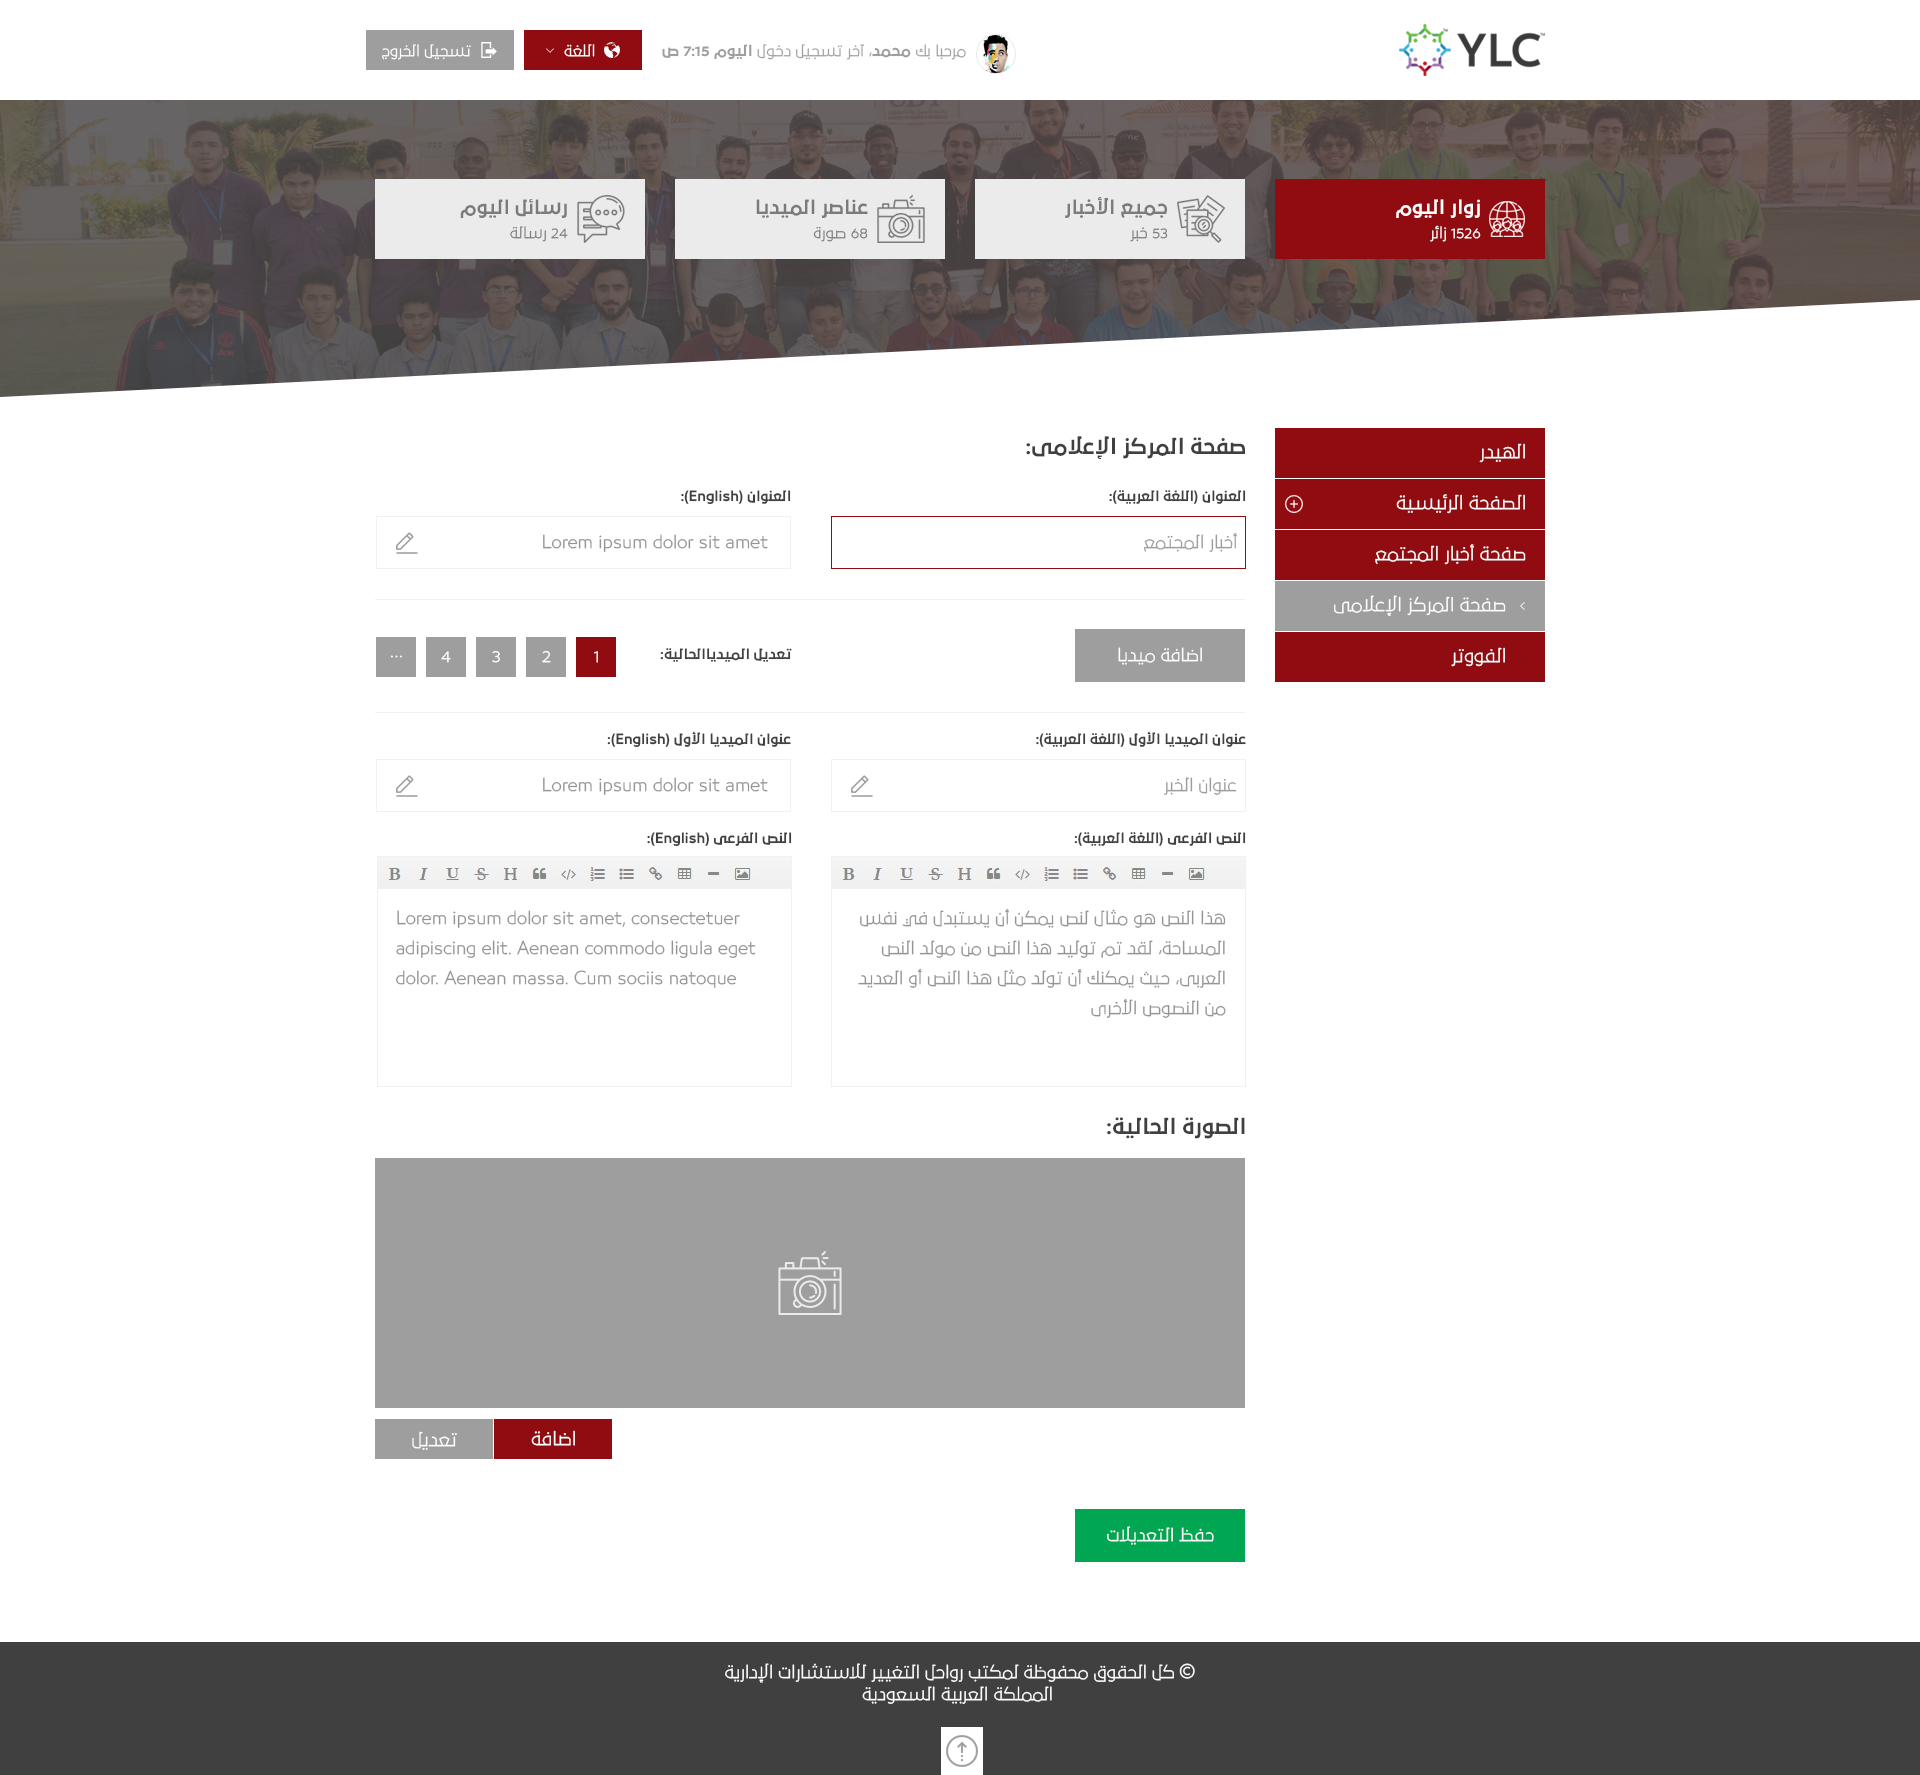 YLC
مرحبا بك محمد، آخر تسجيل دخول اليوم 7:15 ص
اللغة
تسجيل الخروج
زوار اليوم
1526 زائر
جميع الأخبار
53 خبر
عناصر الميديا
68 صورة
رسائل اليوم
24 رسالة
الهيدر
الصفحة الرئيسية
صفحة أخبار المجتمع
صفحة المركز الإعلامى
الفووتر
صفحة المركز الإعلامى:
العنوان (اللغة العربية):
العنوان (English):
أخبار المجتمع
Lorem ipsum dolor sit amet
اضافة ميديا
تعديل الميدياالحالية:
1
2
3
4
...
عنوان الميديا الأول (اللغة العربية):
عنوان الميديا الأول (English):
عنوان الخبر
Lorem ipsum dolor sit amet
النص الفرعى (اللغة العربية):
النص الفرعى (English):
B I U S H
B I U S H
هذا النص هو مثال لنص يمكن أن يستبدل في نفس
المساحة، لقد تم توليد هذا النص من مولد النص
العربى، حيث يمكنك أن تولد مثل هذا النص أو العديد
من النصوص الأخرى
Lorem ipsum dolor sit amet, consectetuer
adipiscing elit. Aenean commodo ligula eget
dolor. Aenean massa. Cum sociis natoque
الصورة الحالية:
اضافة
تعديل
حفظ التعديلات
© كل الحقوق محفوظة لمكتب رواحل التغيير للاستشارات الإدارية
المملكة العربية السعودية